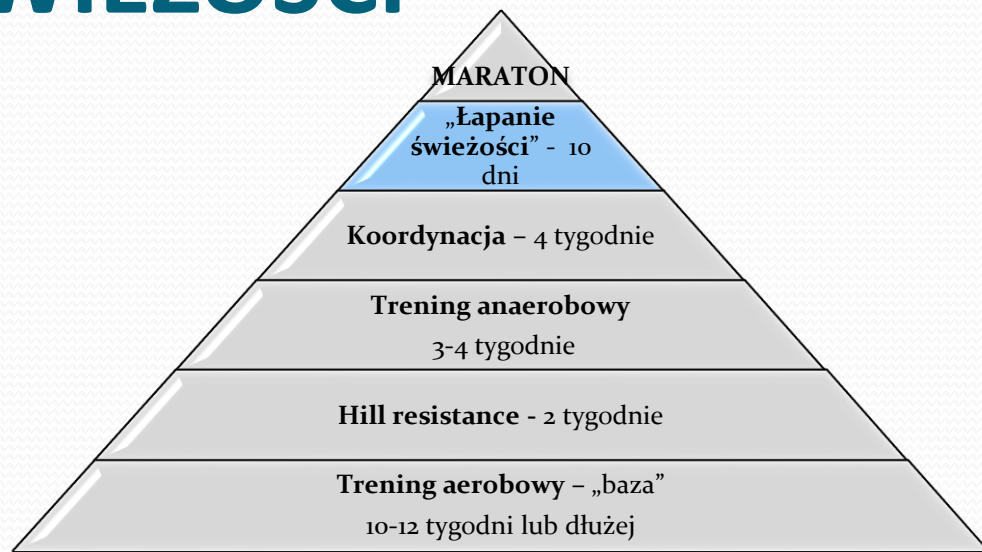 MARATON
„Łapanie
świeżości” - 10
dni
Koordynacja – 4 tygodnie
Trening anaerobowy
3-4 tygodnie
Hill resistance - 2 tygodnie
Trening aerobowy – „baza”
10-12 tygodni lub dłużej